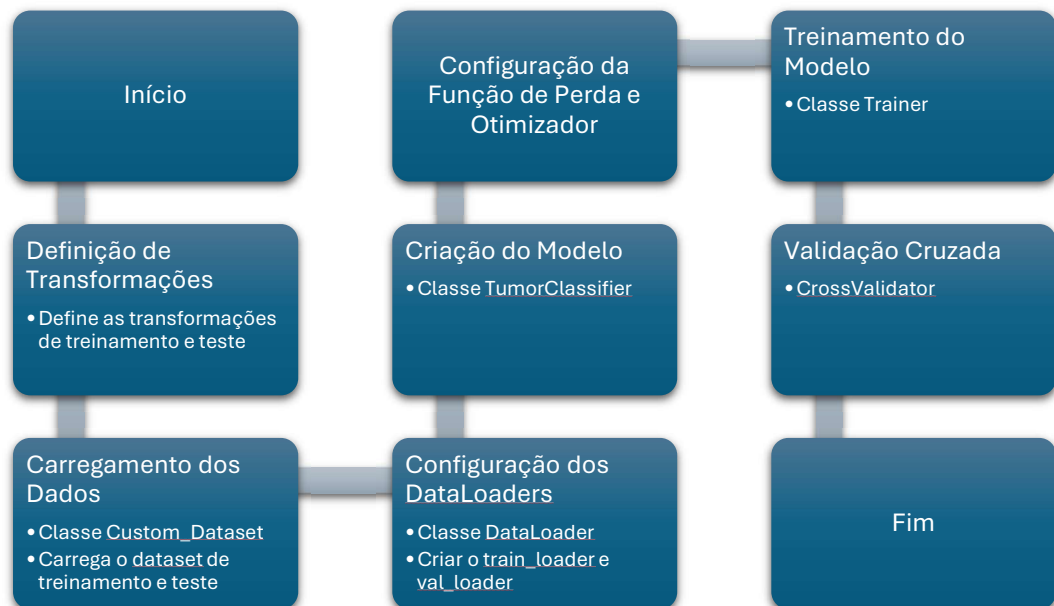 Início
Definição de
Transformações
•Define as transformações
de treinamento e teste
Carregamento dos
Dados
•Classe Custom_Dataset
•Carrega o dataset de
treinamento e teste
Configuração dos
DataLoaders
•Classe DataLoader
•Criar o train_loader e
val_loader
Criação do Modelo
•Classe TumorClassifier
Configuração da
Função de Perda e
Otimizador
Treinamento do
Modelo
•Classe Trainer
Validação Cruzada
•CrossValidator
Fim